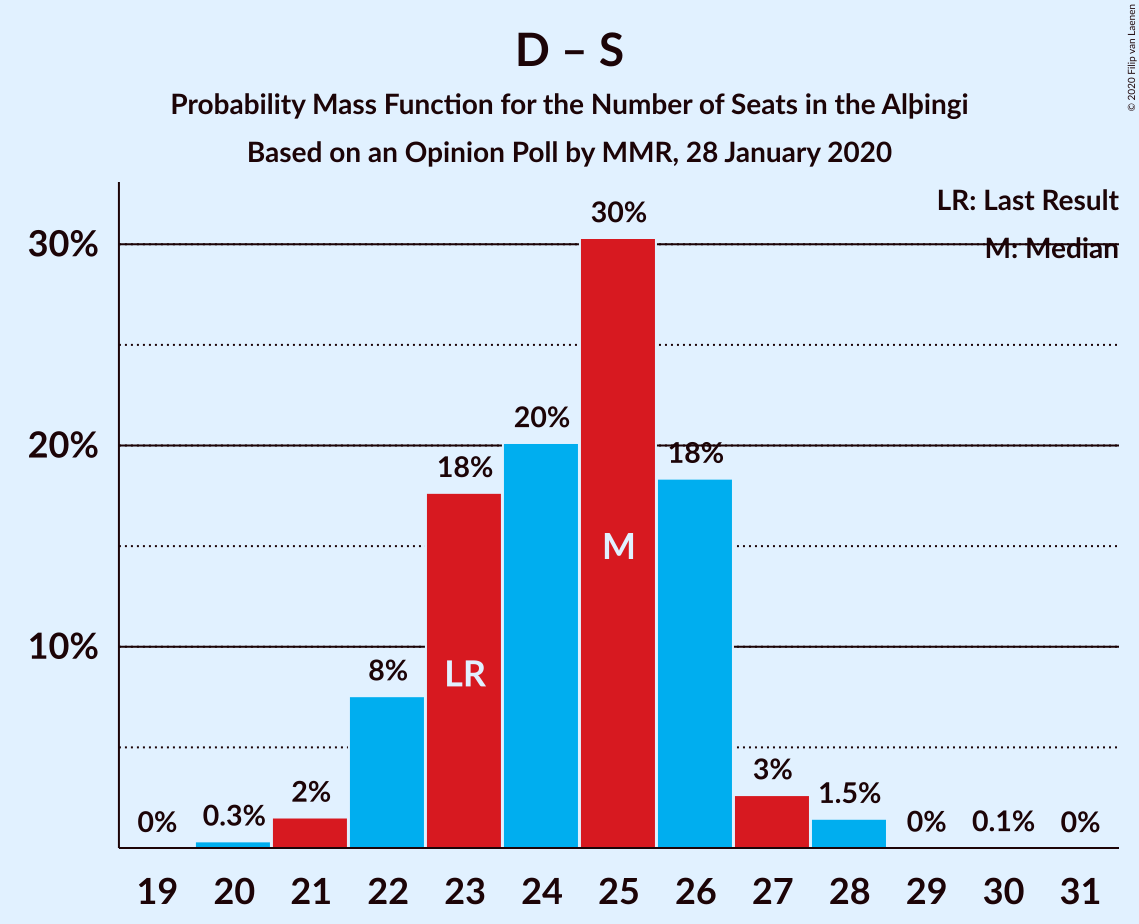 D – S
Probability Mass Function for the Number of Seats in the Alþingi
Based on an Opinion Poll by MMR, 28 January 2020
© 2020 Filip van Laenen
LR: Last Result
M: Median
30%
20%
10%
0%
0.3%
2%
8%
18%
20%
30%
18%
3%
1.5%
0%
0.1%
0%
LR
M
19 20 21 22 23 24 25 26 27 28 29 30 31